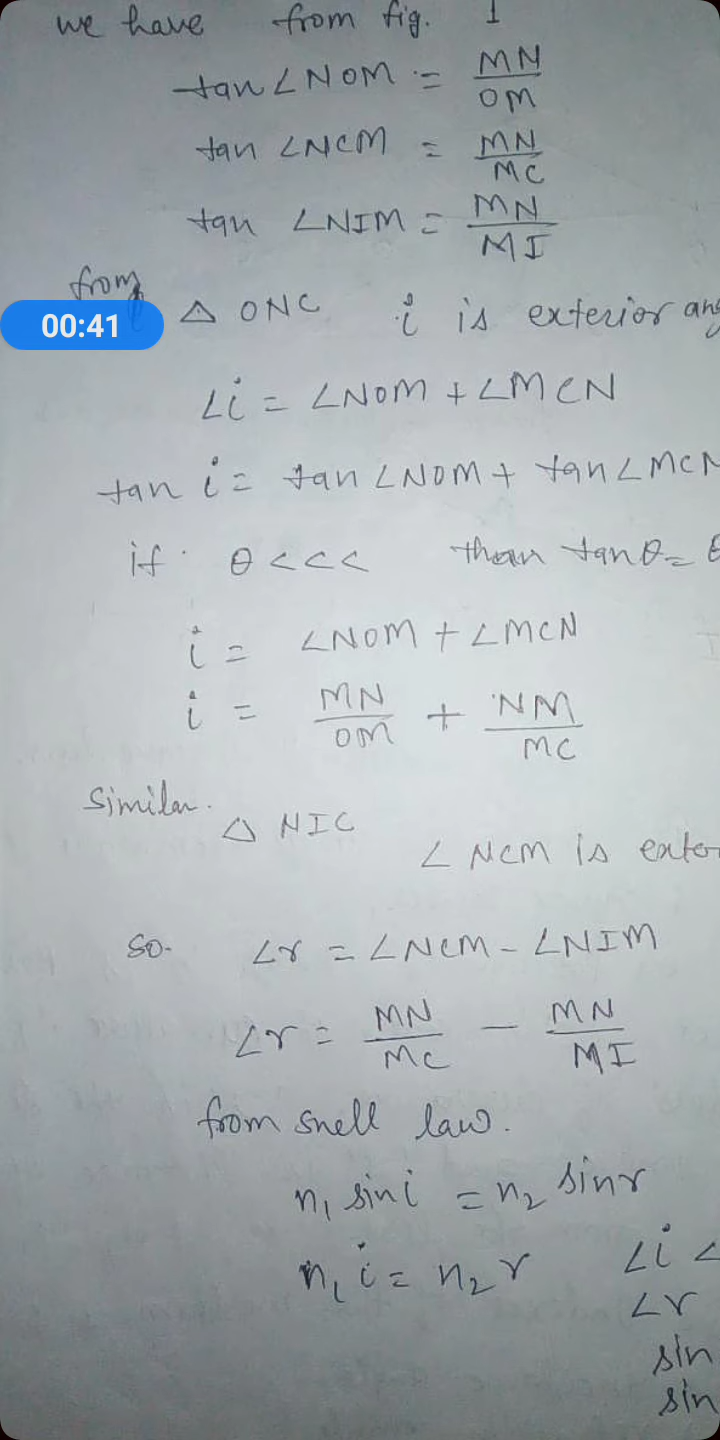 we have from fig. 1
tan ∠NOM = MN/OM
tan ∠NCM = MN/MC
tan ∠NIM = MN/MI
from
00:41
△ ONC i is exterior ang
∠i = ∠NOM + ∠MCN
tan i = tan ∠NOM + tan ∠MCN
if θ <<< than tanθ = θ
i = ∠NOM + ∠MCN
i = MN/OM + NM/MC
Similar.
△ NIC
∠ NCM is exter
so. ∠r = ∠NCM - ∠NIM
∠r = MN/MC - MN/MI
from snell law.
n₁ sin i = n₂ sin r
n₁ i = n₂ r ∠i <
∠r
sin
sin